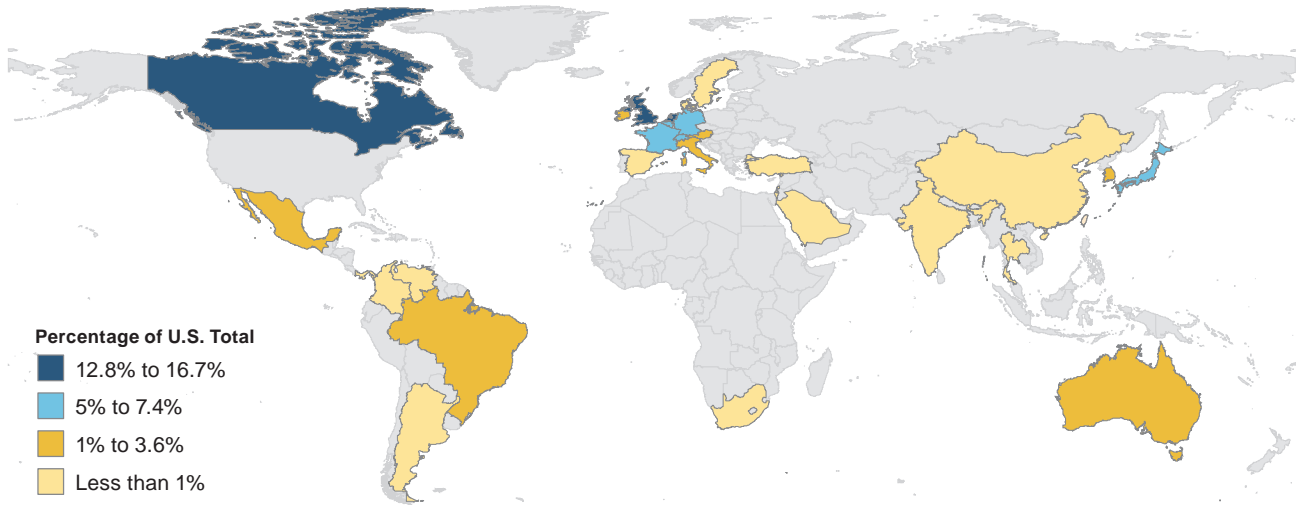 Percentage of U.S. Total
12.8% to 16.7%
5% to 7.4%
1% to 3.6%
Less than 1%